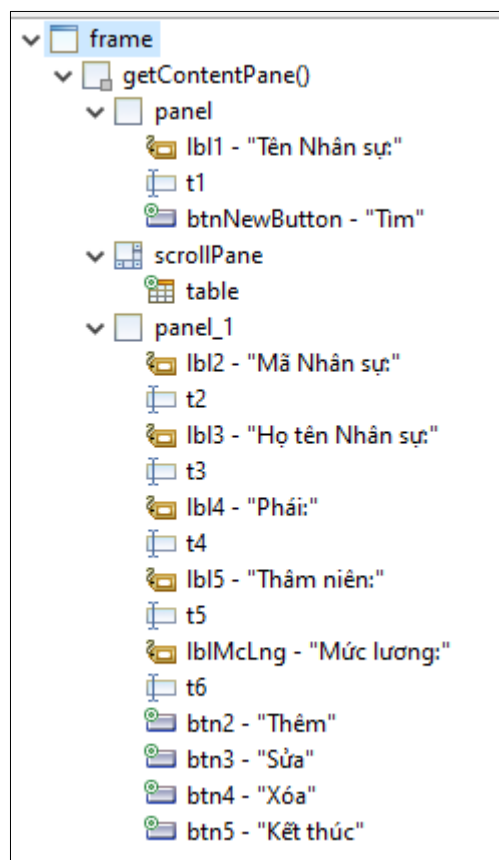 frame
getContentPane()
panel
lbl1 - "Tên Nhân sự:"
t1
btnNewButton - "Tìm"
scrollPane
table
panel_1
lbl2 - "Mã Nhân sự:"
t2
lbl3 - "Họ tên Nhân sự:"
t3
lbl4 - "Phái:"
t4
lbl5 - "Thâm niên:"
t5
lblMcLng - "Mức lương:"
t6
btn2 - "Thêm"
btn3 - "Sửa"
btn4 - "Xóa"
btn5 - "Kết thúc"